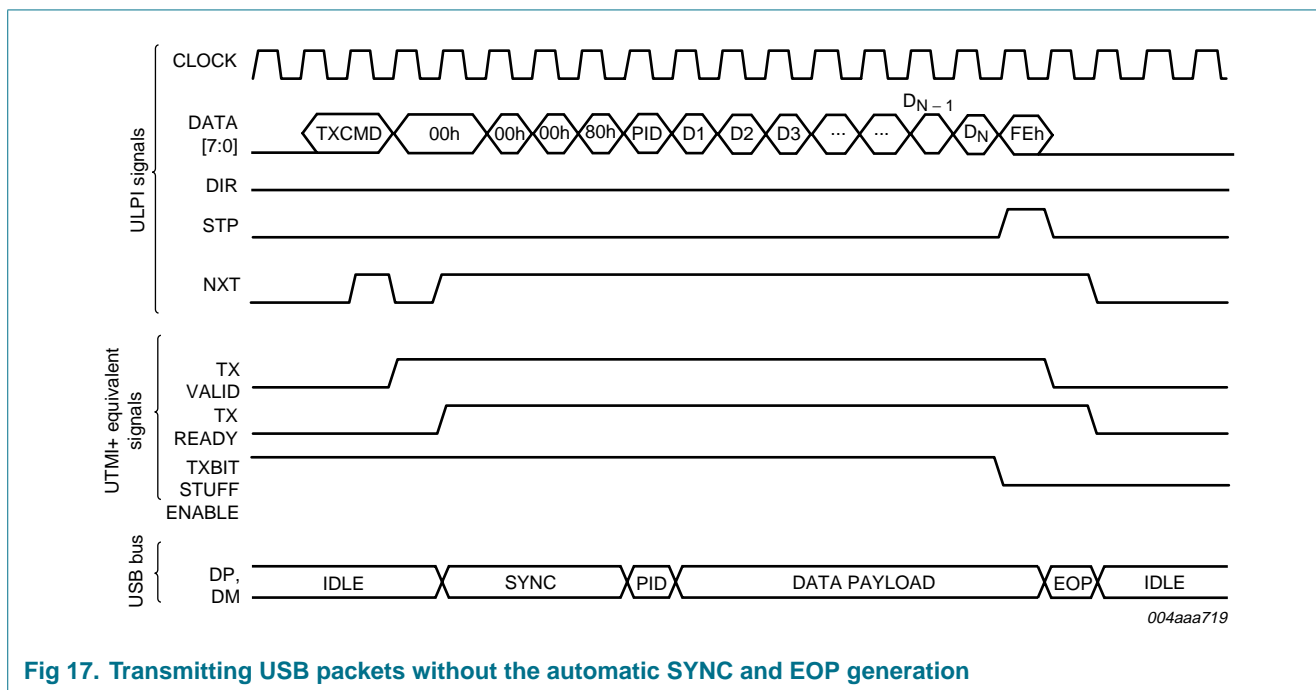 CLOCK
D N – 1
DATA
[7:0]
TXCMD 00h 00h 00h 80h PID D1 D2 D3 ... ... D N FEh
DIR
STP
NXT
ULPI signals
TX
VALID
TX
READY
TXBIT
STUFF
ENABLE
UTMI+ equivalent
signals
USB bus
DP,
DM
IDLE SYNC PID DATA PAYLOAD EOP IDLE
004aaa719
Fig 17. Transmitting USB packets without the automatic SYNC and EOP generation